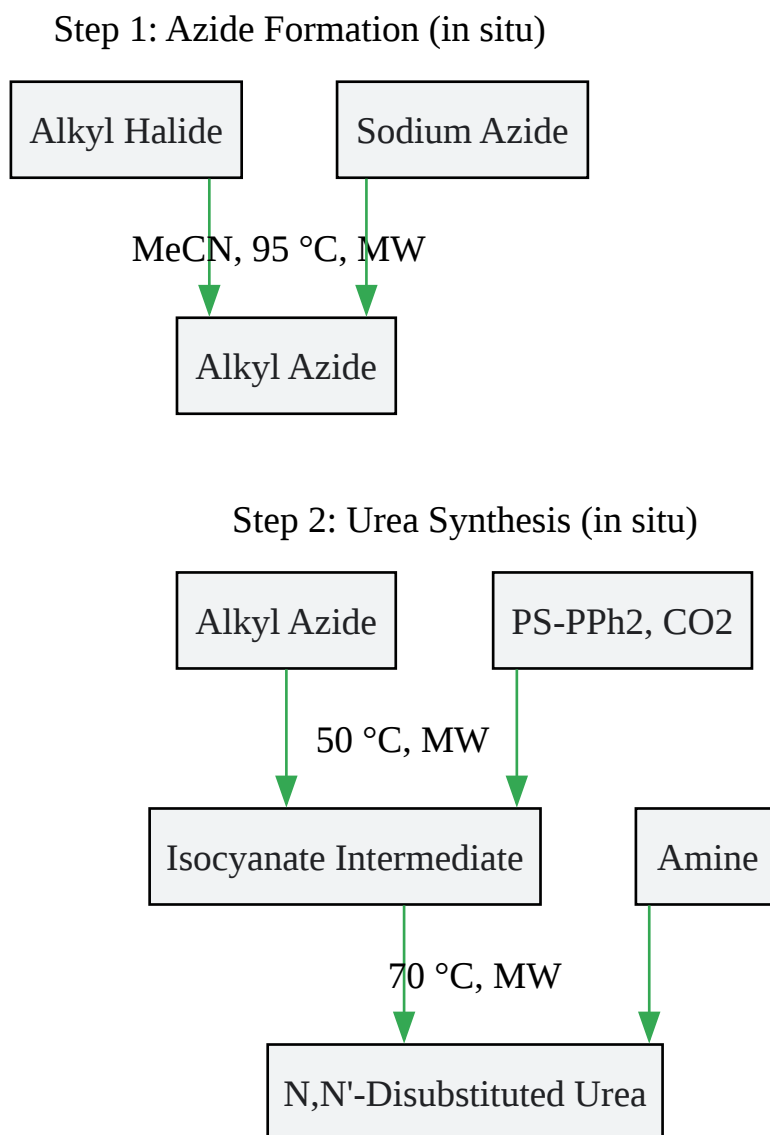 Step 1: Azide Formation (in situ)
Alkyl Halide
Sodium Azide
MeCN, 95 °C, MW
Alkyl Azide
Step 2: Urea Synthesis (in situ)
Alkyl Azide
PS-PPh2, CO2
50 °C, MW
Isocyanate Intermediate
Amine
70 °C, MW
N,N'-Disubstituted Urea